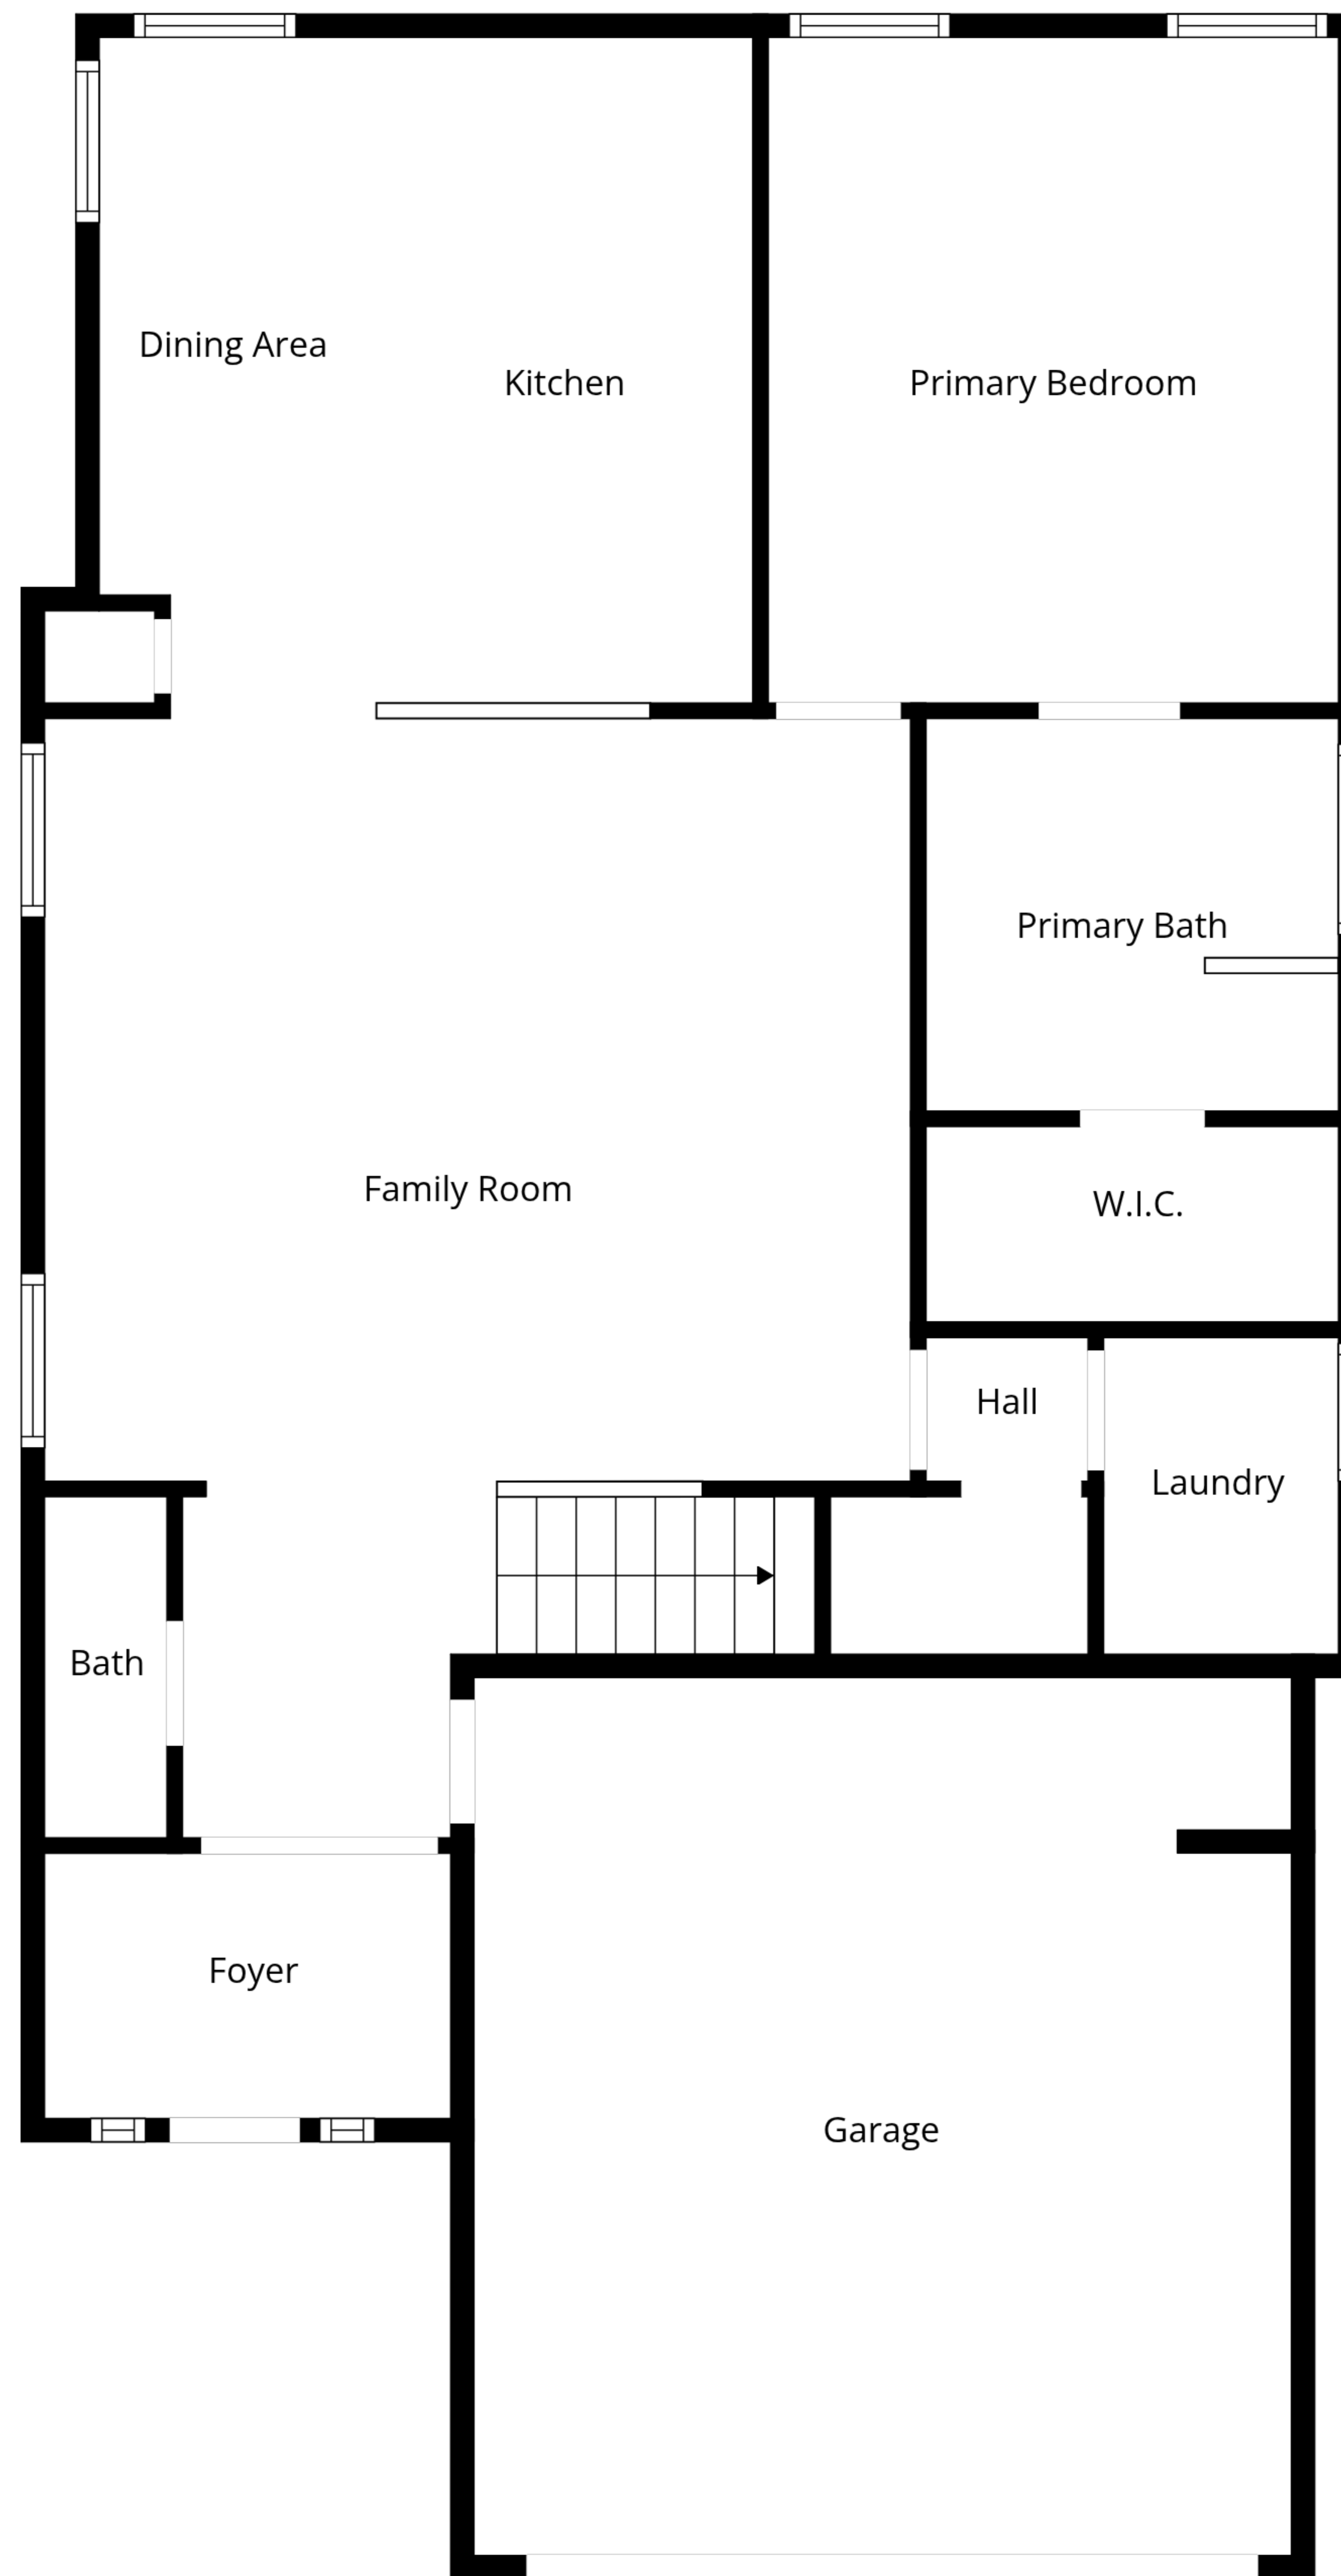 Dining Area
Kitchen
Primary Bedroom
Primary Bath
Family Room
W.I.C.
Hall
Laundry
Bath
Foyer
Garage